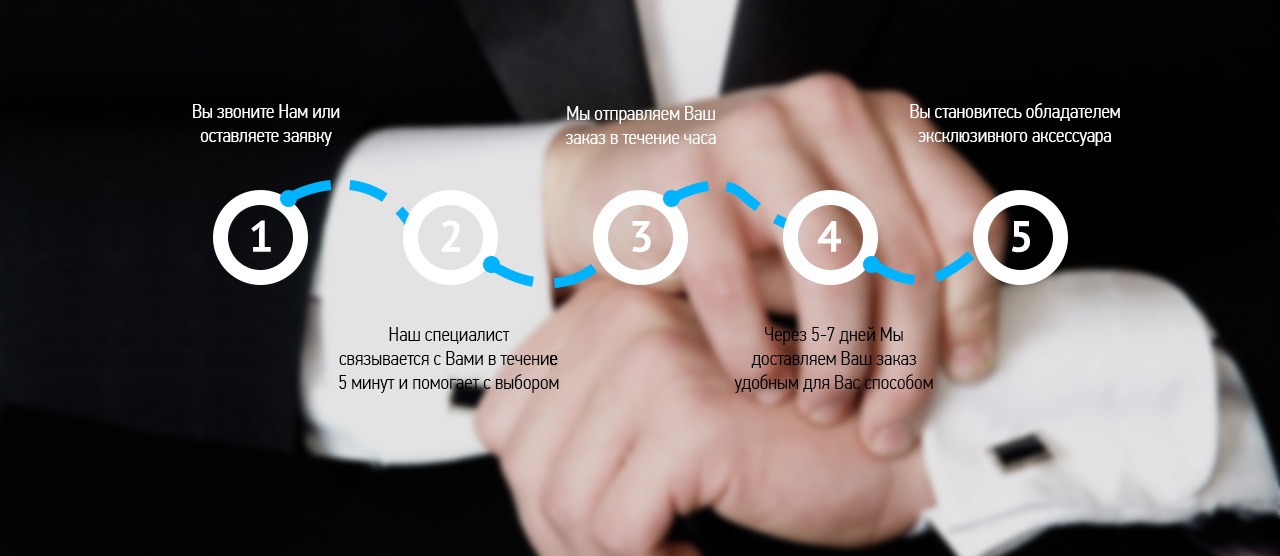 Вы звоните Нам или
оставляете заявку
Мы отправляем Ваш
заказ в течение часа
Вы становитесь обладателем
эксклюзивного аксессуара
1
2
3
4
5
Наш специалист
связывается с Вами в течение
5 минут и помогает с выбором
Через 5-7 дней Мы
доставляем Ваш заказ
удобным для Вас способом